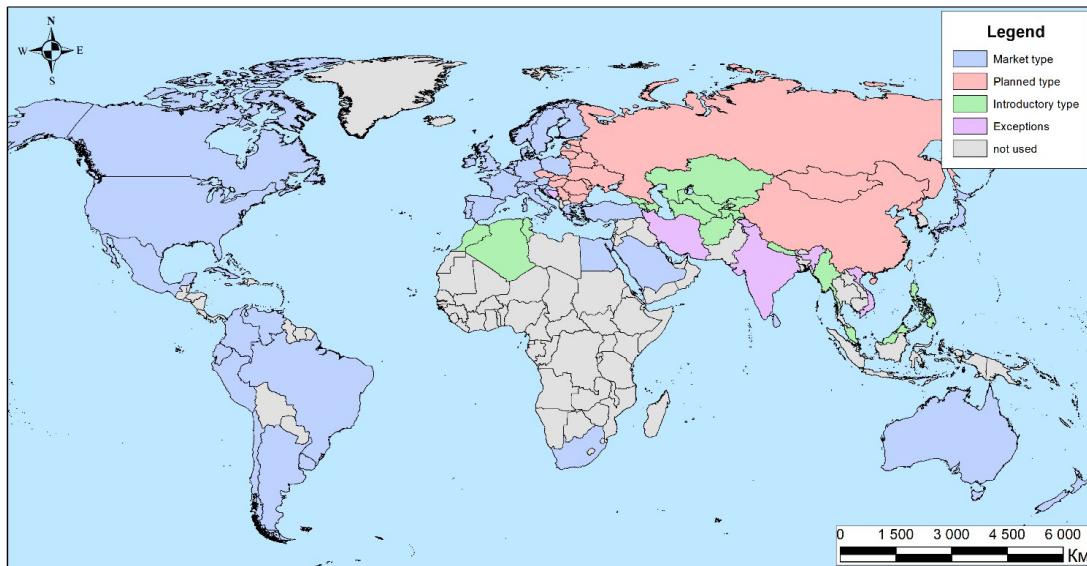 N
W E
S
Legend
Market type
Planned type
Introductory type
Exceptions
not used
0 1 500 3 000 4 500 6 000
Км